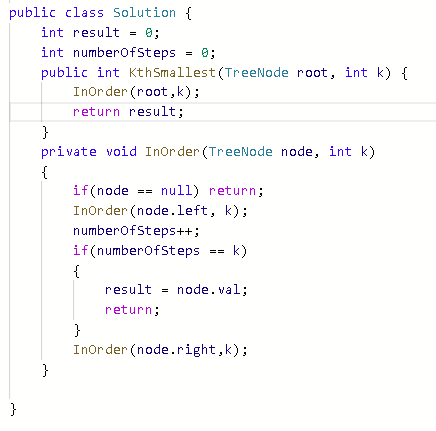 public class Solution {
    int result = 0;
    int numberOfSteps = 0;
    public int KthSmallest(TreeNode root, int k) {
        InOrder(root,k);
        return result;
    }
    private void InOrder(TreeNode node, int k)
    {
        if(node == null) return;
        InOrder(node.left, k);
        numberOfSteps++;
        if(numberOfSteps == k)
        {
            result = node.val;
            return;
        }
        InOrder(node.right,k);
    }
}